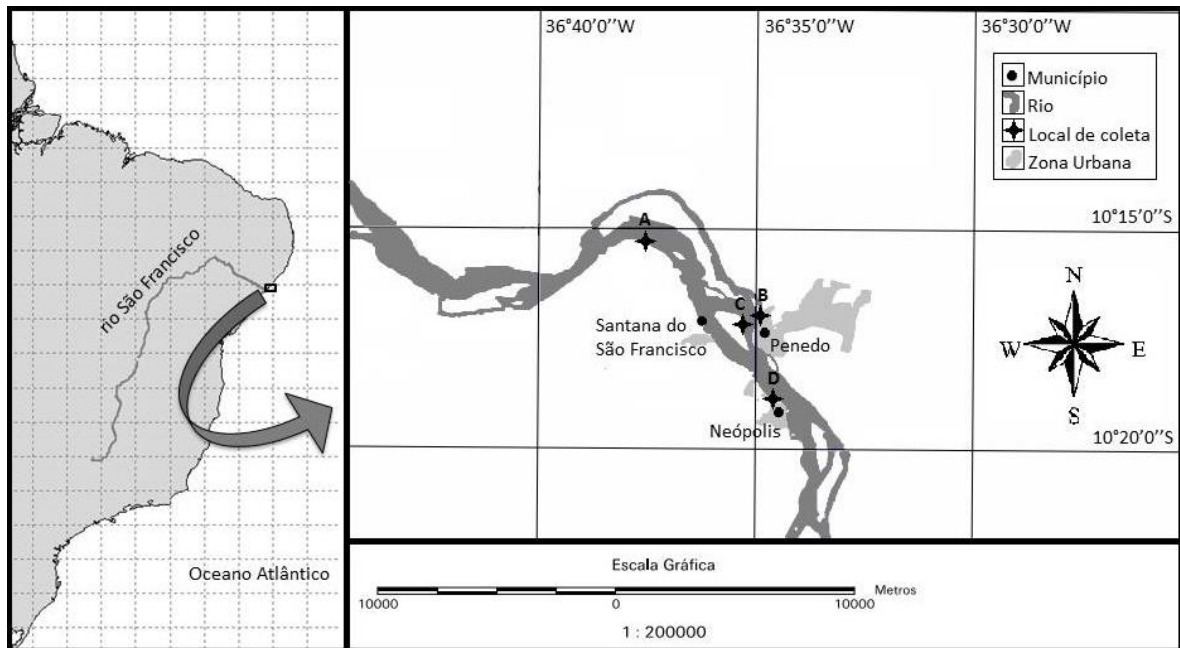 rio São Francisco
Oceano Atlântico
36°40'0''W
36°35'0''W
36°30'0''W
Município
Rio
Local de coleta
Zona Urbana
10°15'0''S
A
B
C
Santana do
São Francisco
Penedo
D
Neópolis
10°20'0''S
N
W
E
S
Escala Gráfica
10000
0
10000
Metros
1 : 200000